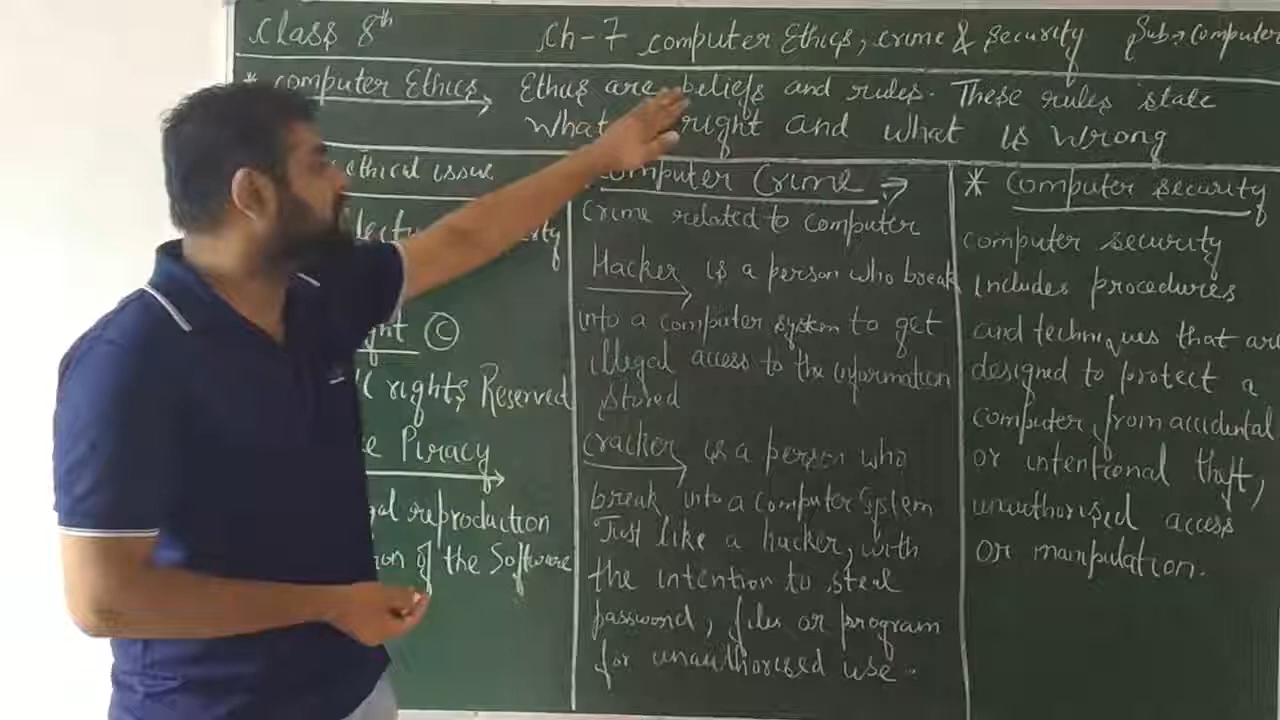 Class 8th Ch-7 computer Ethics, crime & security Sub→Computer
* computer Ethics Ethics are beliefs and rules. These rules state
What right and what is wrong
ethical issue
ght ©
rights Reserved
Piracy
reproduction
of the Software
Computer Crime →
Crime related to Computer
Hacker is a person who break
into a computer system to get
illegal access to the information
stored
Cracker is a person who
break into a Computer System
Just like a hacker, with
the intention to steal
password, files or program
for unauthorised use.
* Computer security
computer security
includes procedures
and techniques that are
designed to protect a
computer from accidental
or intentional theft,
unauthorised access
or manipulation.